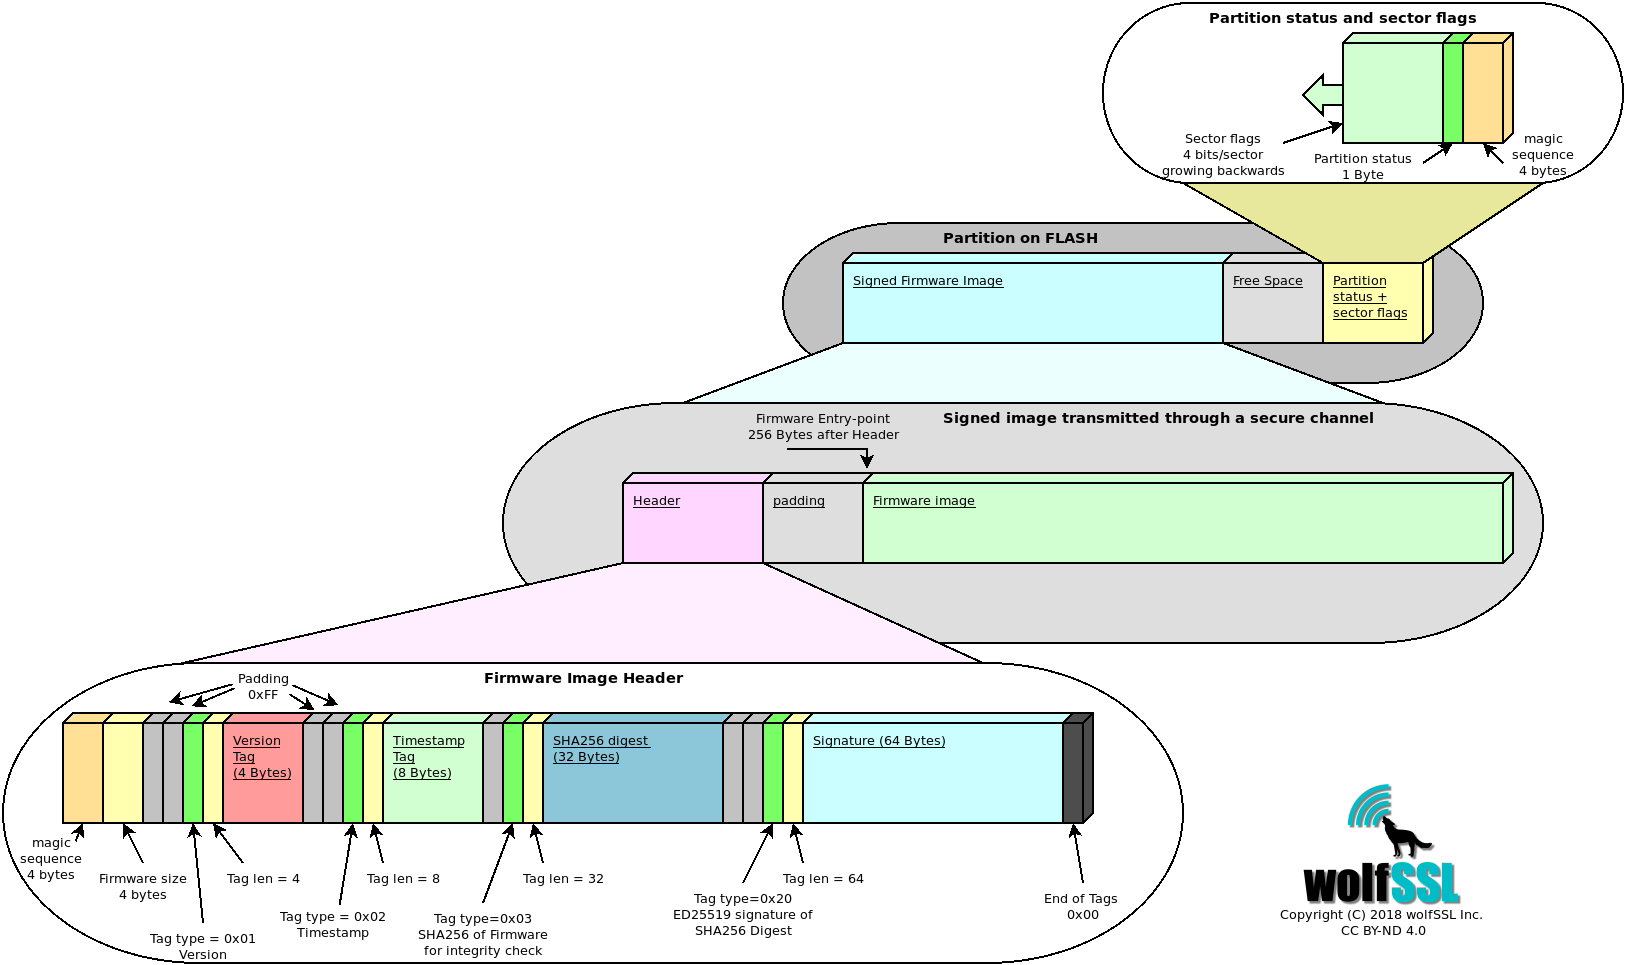 Partition status and sector flags
Sector flags
4 bits/sector
growing backwards
Partition status
1 Byte
magic
sequence
4 bytes
Partition on FLASH
Signed Firmware Image
Free Space
Partition
status +
sector flags
Firmware Entry-point
256 Bytes after Header
Signed image transmitted through a secure channel
Header
padding
Firmware image
Firmware Image Header
Padding
0xFF
Version
Tag
(4 Bytes)
Timestamp
Tag
(8 Bytes)
SHA256 digest
(32 Bytes)
Signature (64 Bytes)
magic
sequence
4 bytes
Firmware size
4 bytes
Tag type = 0x01
Version
Tag len = 4
Tag type = 0x02
Timestamp
Tag len = 8
Tag type=0x03
SHA256 of Firmware
for integrity check
Tag len = 32
Tag type=0x20
ED25519 signature of
SHA256 Digest
Tag len = 64
End of Tags
0x00
wolfSSL
Copyright (C) 2018 wolfSSL Inc.
CC BY-ND 4.0